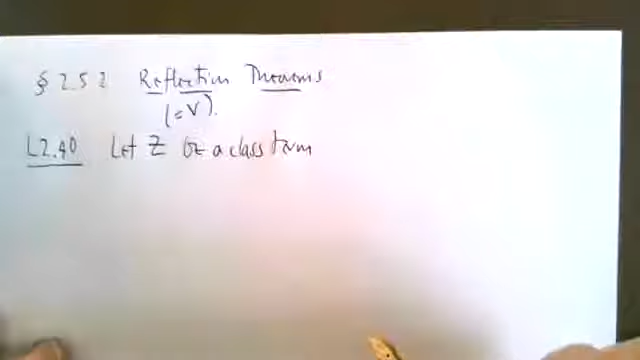 § 2.5.2 Reflection Theorems
(=V).
L2.40 Let Z be a class term